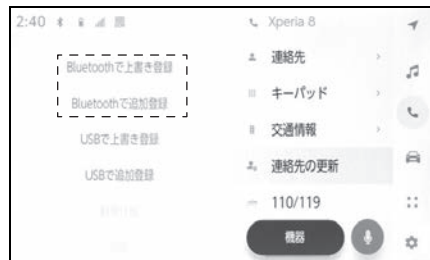 2:40
Bluetoothで上書き登録
Bluetoothで追加登録
USBで上書き登録
USBで追加登録
Xperia 8
連絡先
キーパッド
交通情報
連絡先の更新
110/119
機器